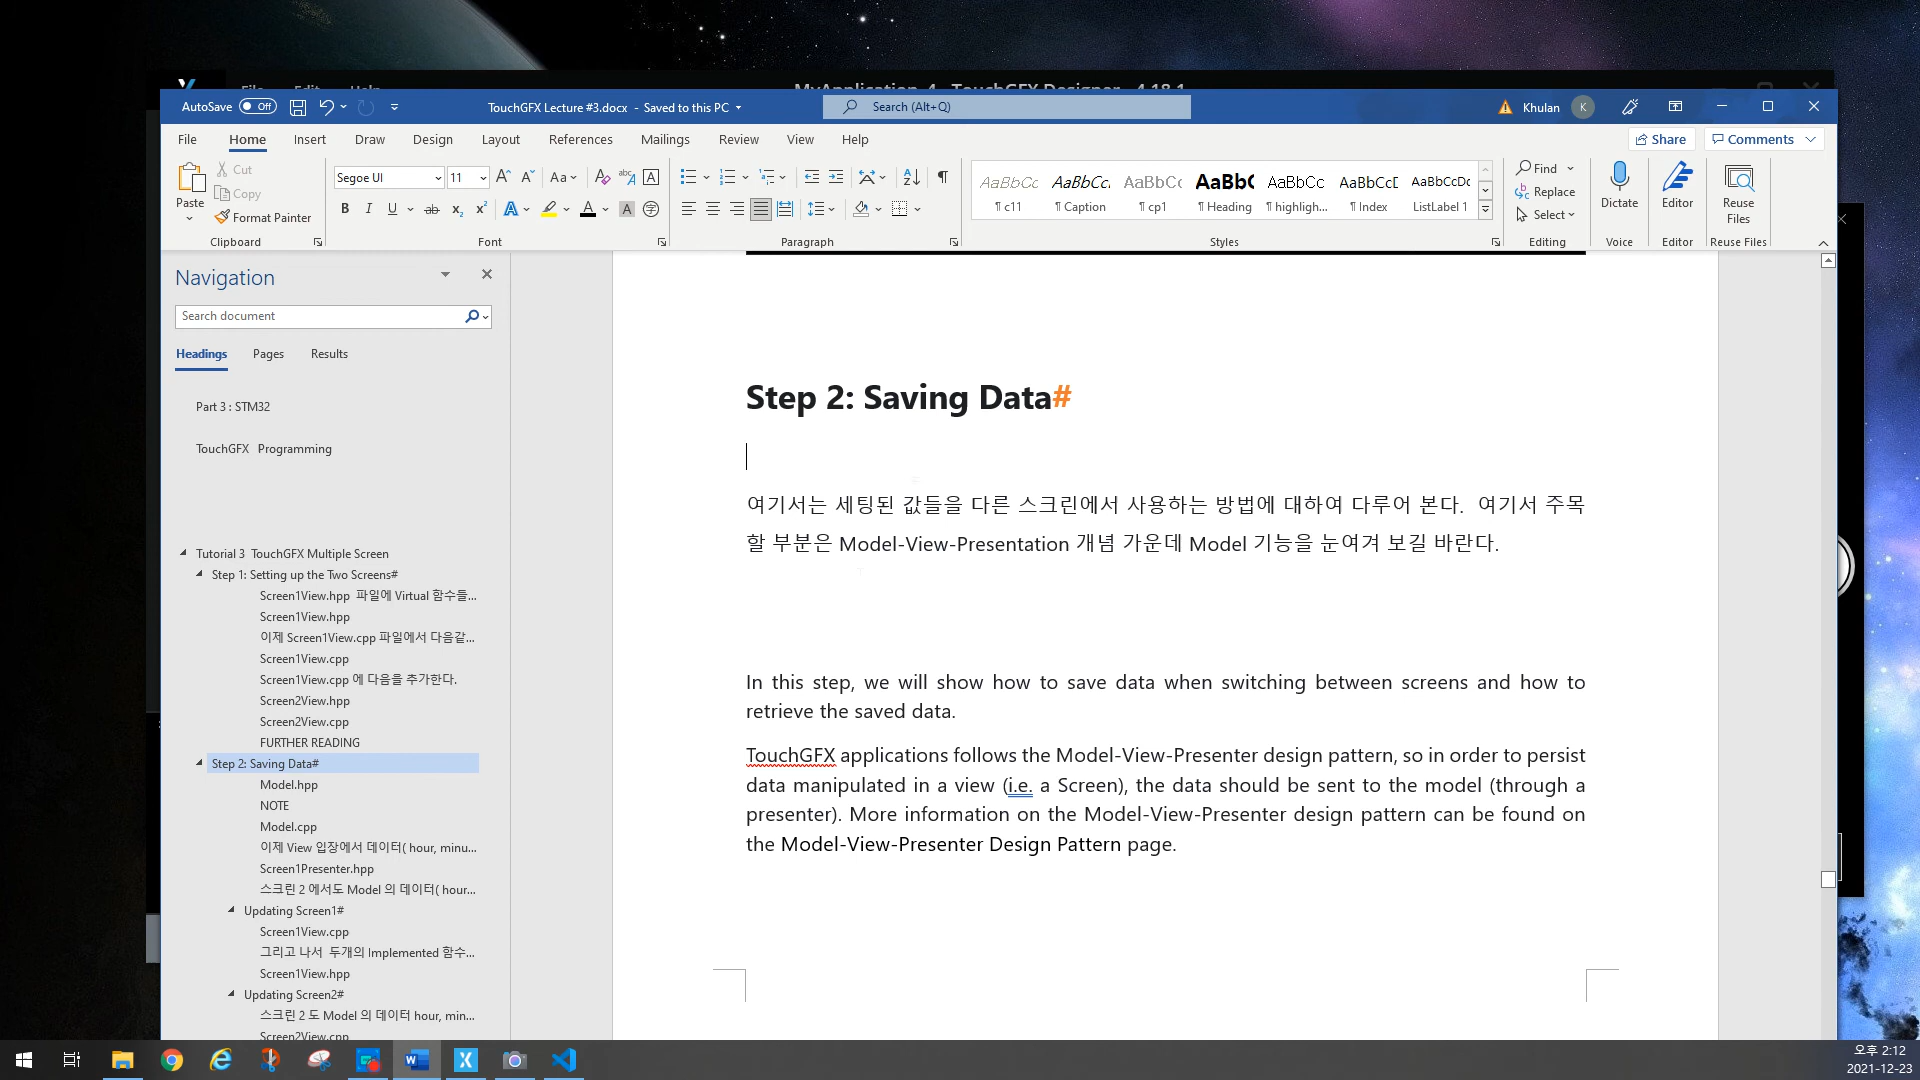 File Edit Help
MyApplication_4 - TouchGFX Designer - 4.18.1
AutoSave Off
TouchGFX Lecture #3.docx - Saved to this PC
Search (Alt+Q)
Khulan K
File Home Insert Draw Design Layout References Mailings Review View Help
Share Comments
Paste
Cut
Copy
Format Painter
Clipboard
Segoe UI 11
Font
Paragraph
AaBbCc AaBbCc AaBbCc AaBbC AaBbCc AaBbCcD AaBbCcDc
¶ c11 ¶ Caption ¶ cp1 ¶ Heading ¶ highligh... ¶ Index ListLabel 1
Styles
Find
Replace
Select
Editing
Dictate
Voice
Editor
Editor
Reuse
Files
Reuse Files
Navigation
Search document
Headings Pages Results
Part 3 : STM32
TouchGFX Programming
Tutorial 3 TouchGFX Multiple Screen
Step 1: Setting up the Two Screens#
Screen1View.hpp 파일에 Virtual 함수들...
Screen1View.hpp
이제 Screen1View.cpp 파일에서 다음같...
Screen1View.cpp
Screen1View.cpp 에 다음을 추가한다.
Screen2View.hpp
Screen2View.cpp
FURTHER READING
Step 2: Saving Data#
Model.hpp
NOTE
Model.cpp
이제 View 입장에서 데이터( hour, minu...
Screen1Presenter.hpp
스크린 2 에서도 Model 의 데이터( hour...
Updating Screen1#
Screen1View.cpp
그리고 나서 두개의 Implemented 함수...
Screen1View.hpp
Updating Screen2#
스크린 2 도 Model 의 데이터 hour, min...
Screen2View.cpp
Step 2: Saving Data#
여기서는 세팅된 값들을 다른 스크린에서 사용하는 방법에 대하여 다루어 본다. 여기서 주목
할 부분은 Model-View-Presentation 개념 가운데 Model 기능을 눈여겨 보길 바란다.
In this step, we will show how to save data when switching between screens and how to
retrieve the saved data.
TouchGFX applications follows the Model-View-Presenter design pattern, so in order to persist
data manipulated in a view (i.e. a Screen), the data should be sent to the model (through a
presenter). More information on the Model-View-Presenter design pattern can be found on
the Model-View-Presenter Design Pattern page.
오후 2:12
2021-12-23